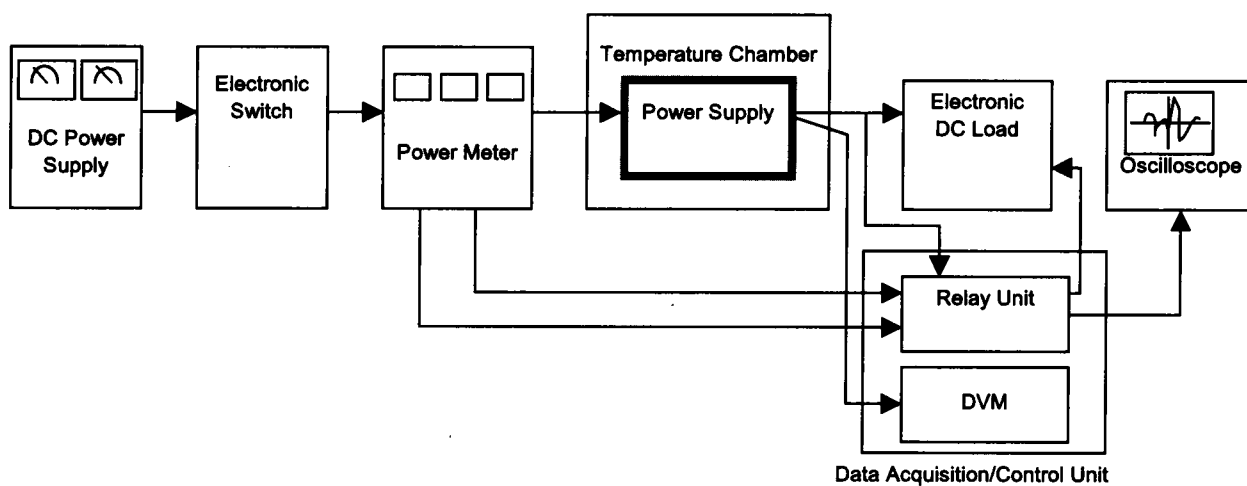 DC Power
Supply
Electronic
Switch
Power Meter
Temperature Chamber
Power Supply
Electronic
DC Load
Oscilloscope
Relay Unit
DVM
Data Acquisition/Control Unit